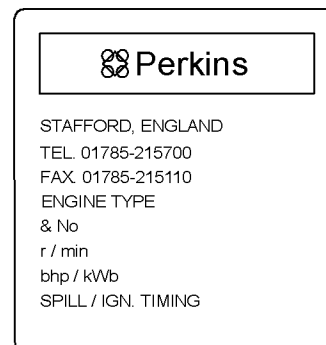 Perkins
STAFFORD, ENGLAND
TEL. 01785-215700
FAX. 01785-215110
ENGINE TYPE
& No
r / min
bhp / kWb
SPILL / IGN. TIMING